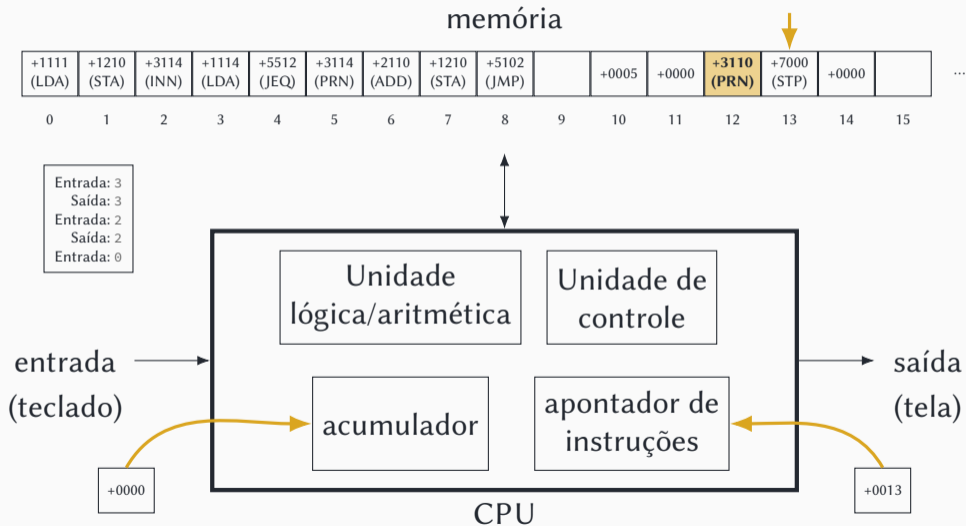 memória
+1111 +1210 +3114 +1114 +5512 +3114 +2110 +1210 +5102 +3110 +7000
(LDA) (STA) (INN) (LDA) (JEQ) (PRN) (ADD) (STA) (JMP) +0005 +0000 (PRN) (STP) +0000 ...
0 1 2 3 4 5 6 7 8 9 10 11 12 13 14 15
Entrada: 3
Saída: 3
Entrada: 2
Saída: 2
Entrada: 0
Unidade
lógica/aritmética
Unidade de
controle
entrada
(teclado)
saída
(tela)
acumulador
apontador de
instruções
+0000
+0013
CPU